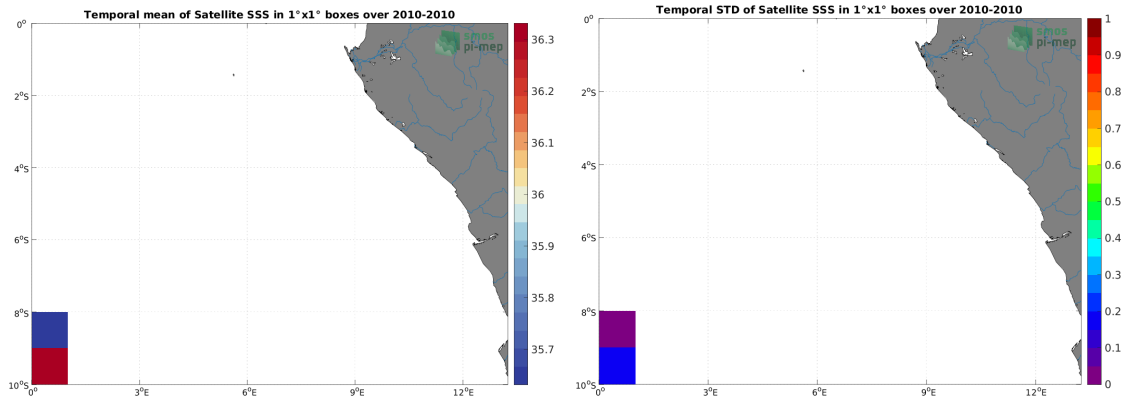 Temporal mean of Satellite SSS in 1°x1° boxes over 2010-2010
0°
2°S
4°S
6°S
8°S
10°S
0°E
3°E
6°E
9°E
12°E
smos
pi-mep
36.3
36.2
36.1
36
35.9
35.8
35.7
Temporal STD of Satellite SSS in 1°x1° boxes over 2010-2010
0°
2°S
4°S
6°S
8°S
10°S
0°E
3°E
6°E
9°E
12°E
smos
pi-mep
1
0.9
0.8
0.7
0.6
0.5
0.4
0.3
0.2
0.1
0